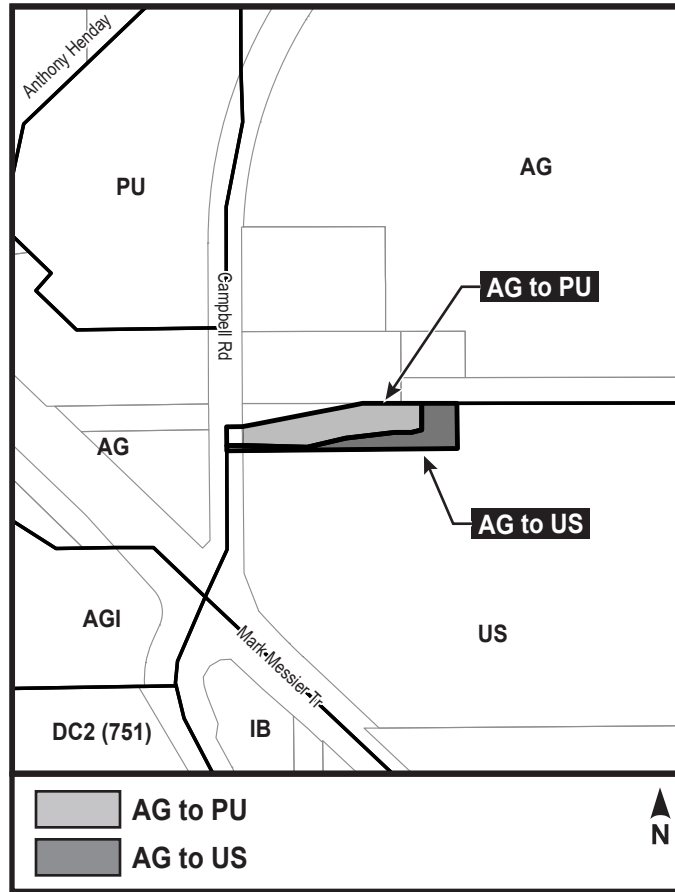 Anthony Henday
PU
AG
AG to PU
Campbell Rd
AG
AG to US
AGI
US
Mark Messier Tr
DC2 (751)
IB
AG to PU
AG to US
N